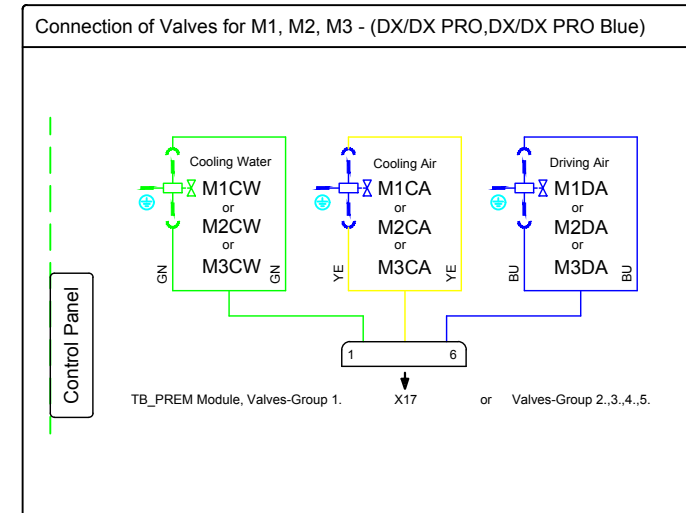 Connection of Valves for M1, M2, M3 - (DX/DX PRO,DX/DX PRO Blue)
Cooling Water
M1CW
or
M2CW
or
M3CW
GN
GN
Cooling Air
M1CA
or
M2CA
or
M3CA
YE
YE
Driving Air
M1DA
or
M2DA
or
M3DA
BU
BU
Control Panel
1 6
TB_PREM Module, Valves-Group 1. X17 or Valves-Group 2.,3.,4.,5.